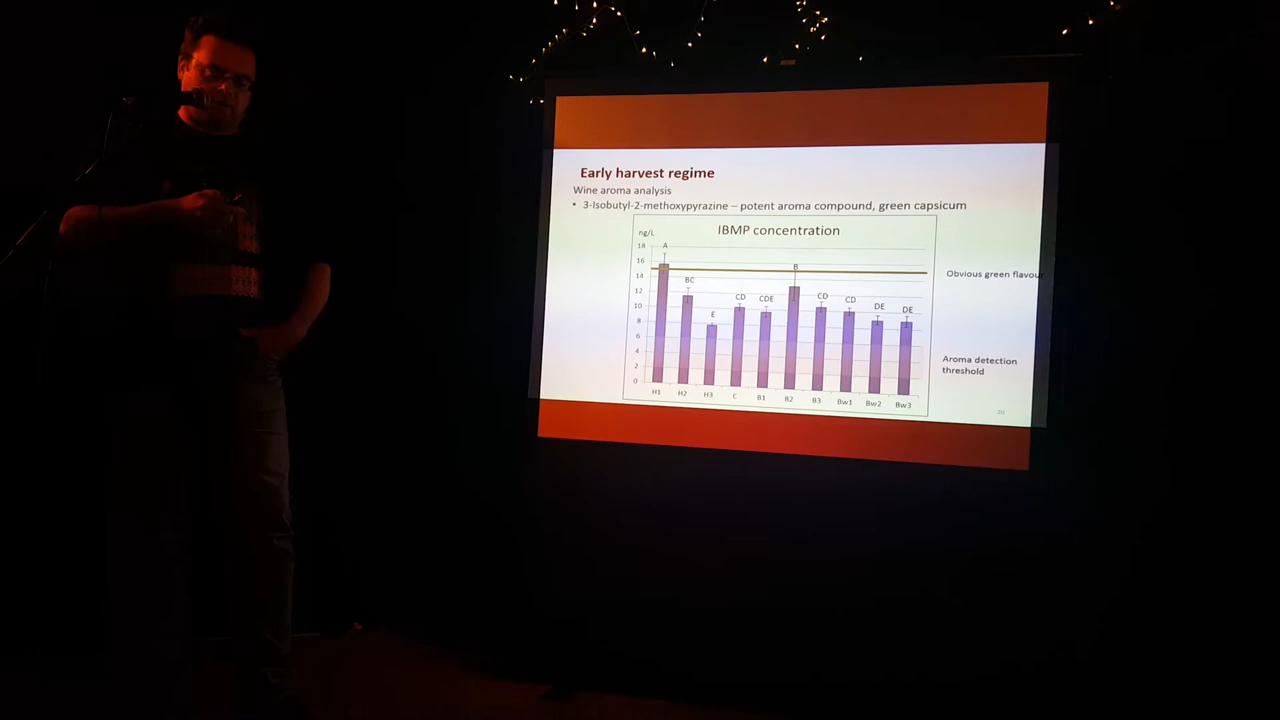 Early harvest regime
Wine aroma analysis
• 3-Isobutyl-2-methoxypyrazine – potent aroma compound, green capsicum
IBMP concentration
ng/L
18
16
14
12
10
8
6
4
2
0
A
BC
E
CD
CDE
B
CD
CD
DE
DE
H1 H2 H3 C B1 B2 B3 Bw1 Bw2 Bw3
Obvious green flavour
Aroma detection
threshold
20